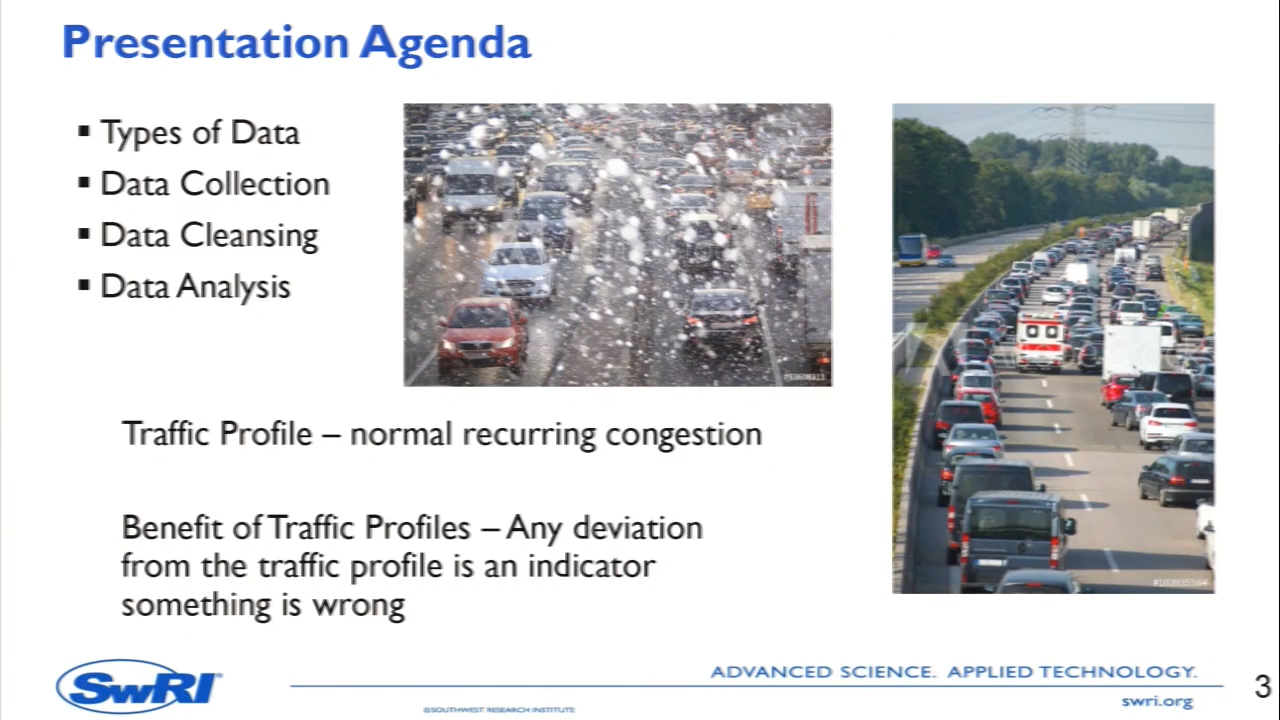 Presentation Agenda
▪ Types of Data
▪ Data Collection
▪ Data Cleansing
▪ Data Analysis
Traffic Profile – normal recurring congestion
Benefit of Traffic Profiles – Any deviation
from the traffic profile is an indicator
something is wrong
SwRI
©SOUTHWEST RESEARCH INSTITUTE
ADVANCED SCIENCE. APPLIED TECHNOLOGY.
swri.org
3